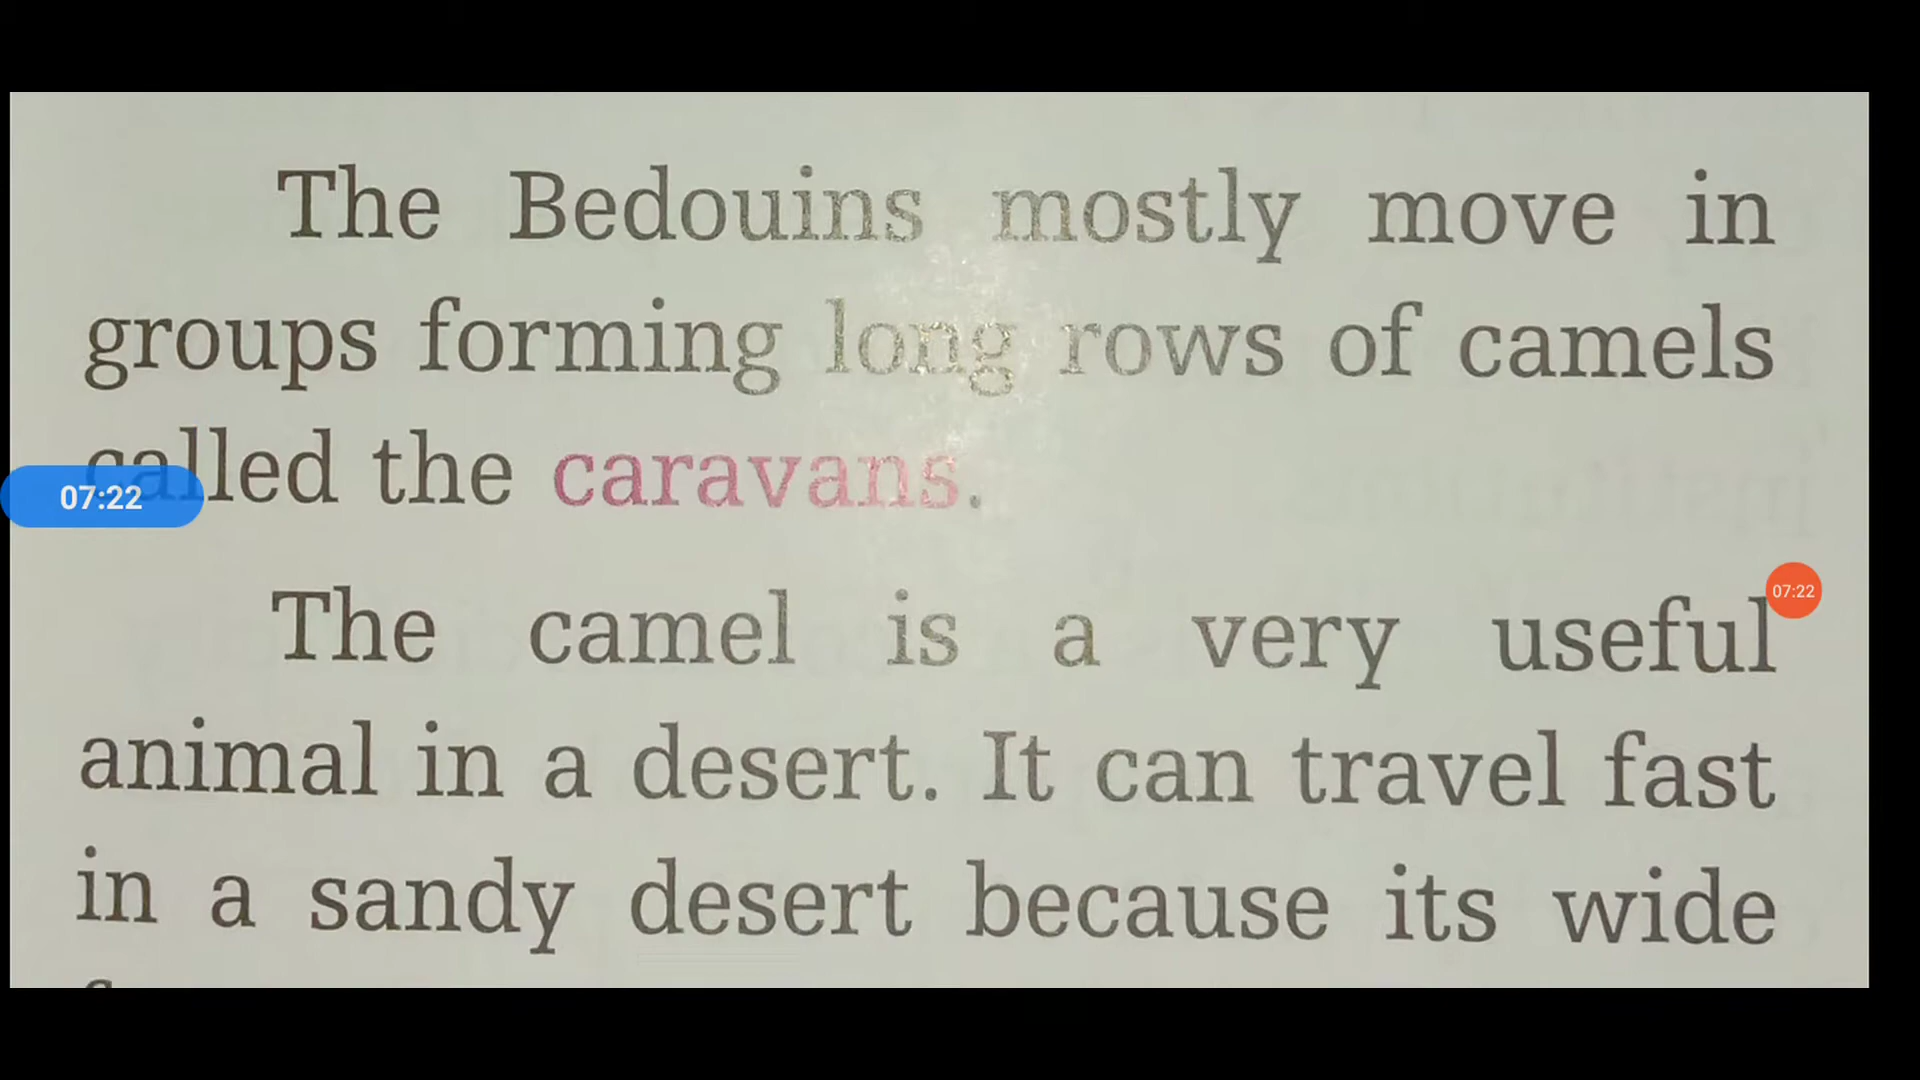 The Bedouins mostly move in
groups forming long rows of camels
called the caravans.
07:22
07:22
The camel is a very useful
animal in a desert. It can travel fast
in a sandy desert because its wide